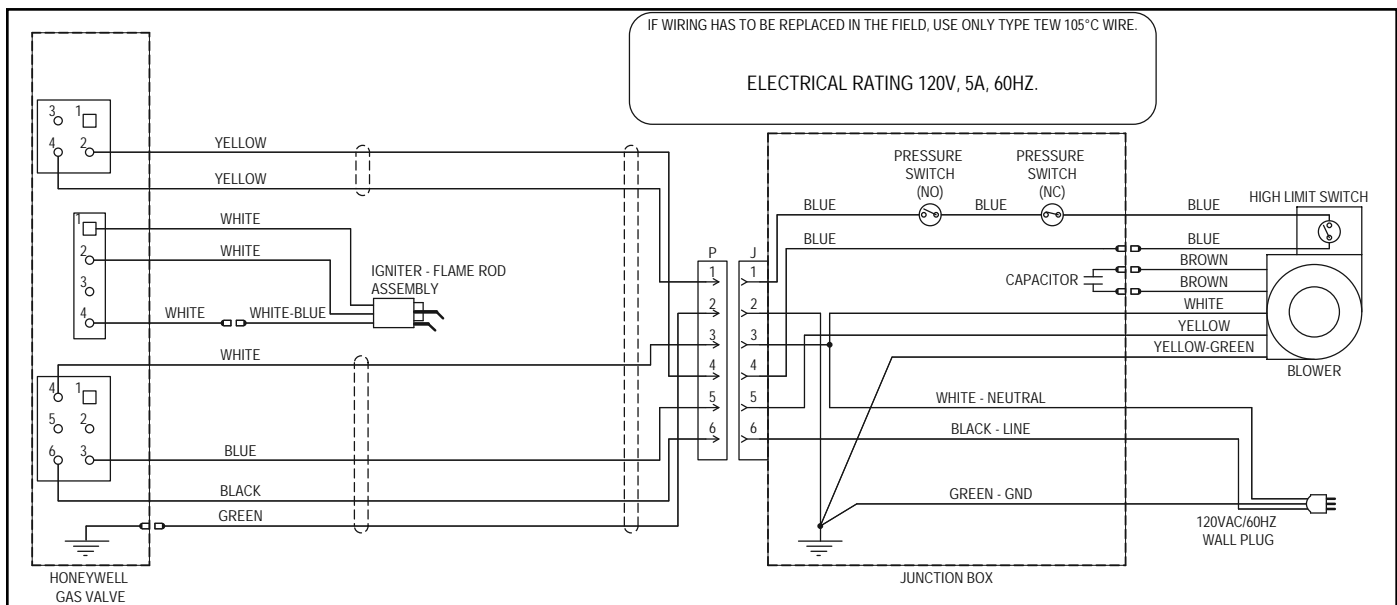 IF WIRING HAS TO BE REPLACED IN THE FIELD, USE ONLY TYPE TEW 105°C WIRE.
ELECTRICAL RATING 120V, 5A, 60HZ.
3 1
4 2
YELLOW
YELLOW
1
2
3
4
WHITE
WHITE
WHITE
WHITE-BLUE
IGNITER - FLAME ROD
ASSEMBLY
4 1
5 2
6 3
WHITE
BLUE
BLACK
GREEN
HONEYWELL
GAS VALVE
P J
1 1
2 2
3 3
4 4
5 5
6 6
PRESSURE
SWITCH
(NO)
PRESSURE
SWITCH
(NC)
BLUE
BLUE
BLUE
BLUE
BLUE
HIGH LIMIT SWITCH
CAPACITOR
BROWN
BROWN
WHITE
YELLOW
YELLOW-GREEN
BLOWER
WHITE - NEUTRAL
BLACK - LINE
GREEN - GND
120VAC/60HZ
WALL PLUG
JUNCTION BOX